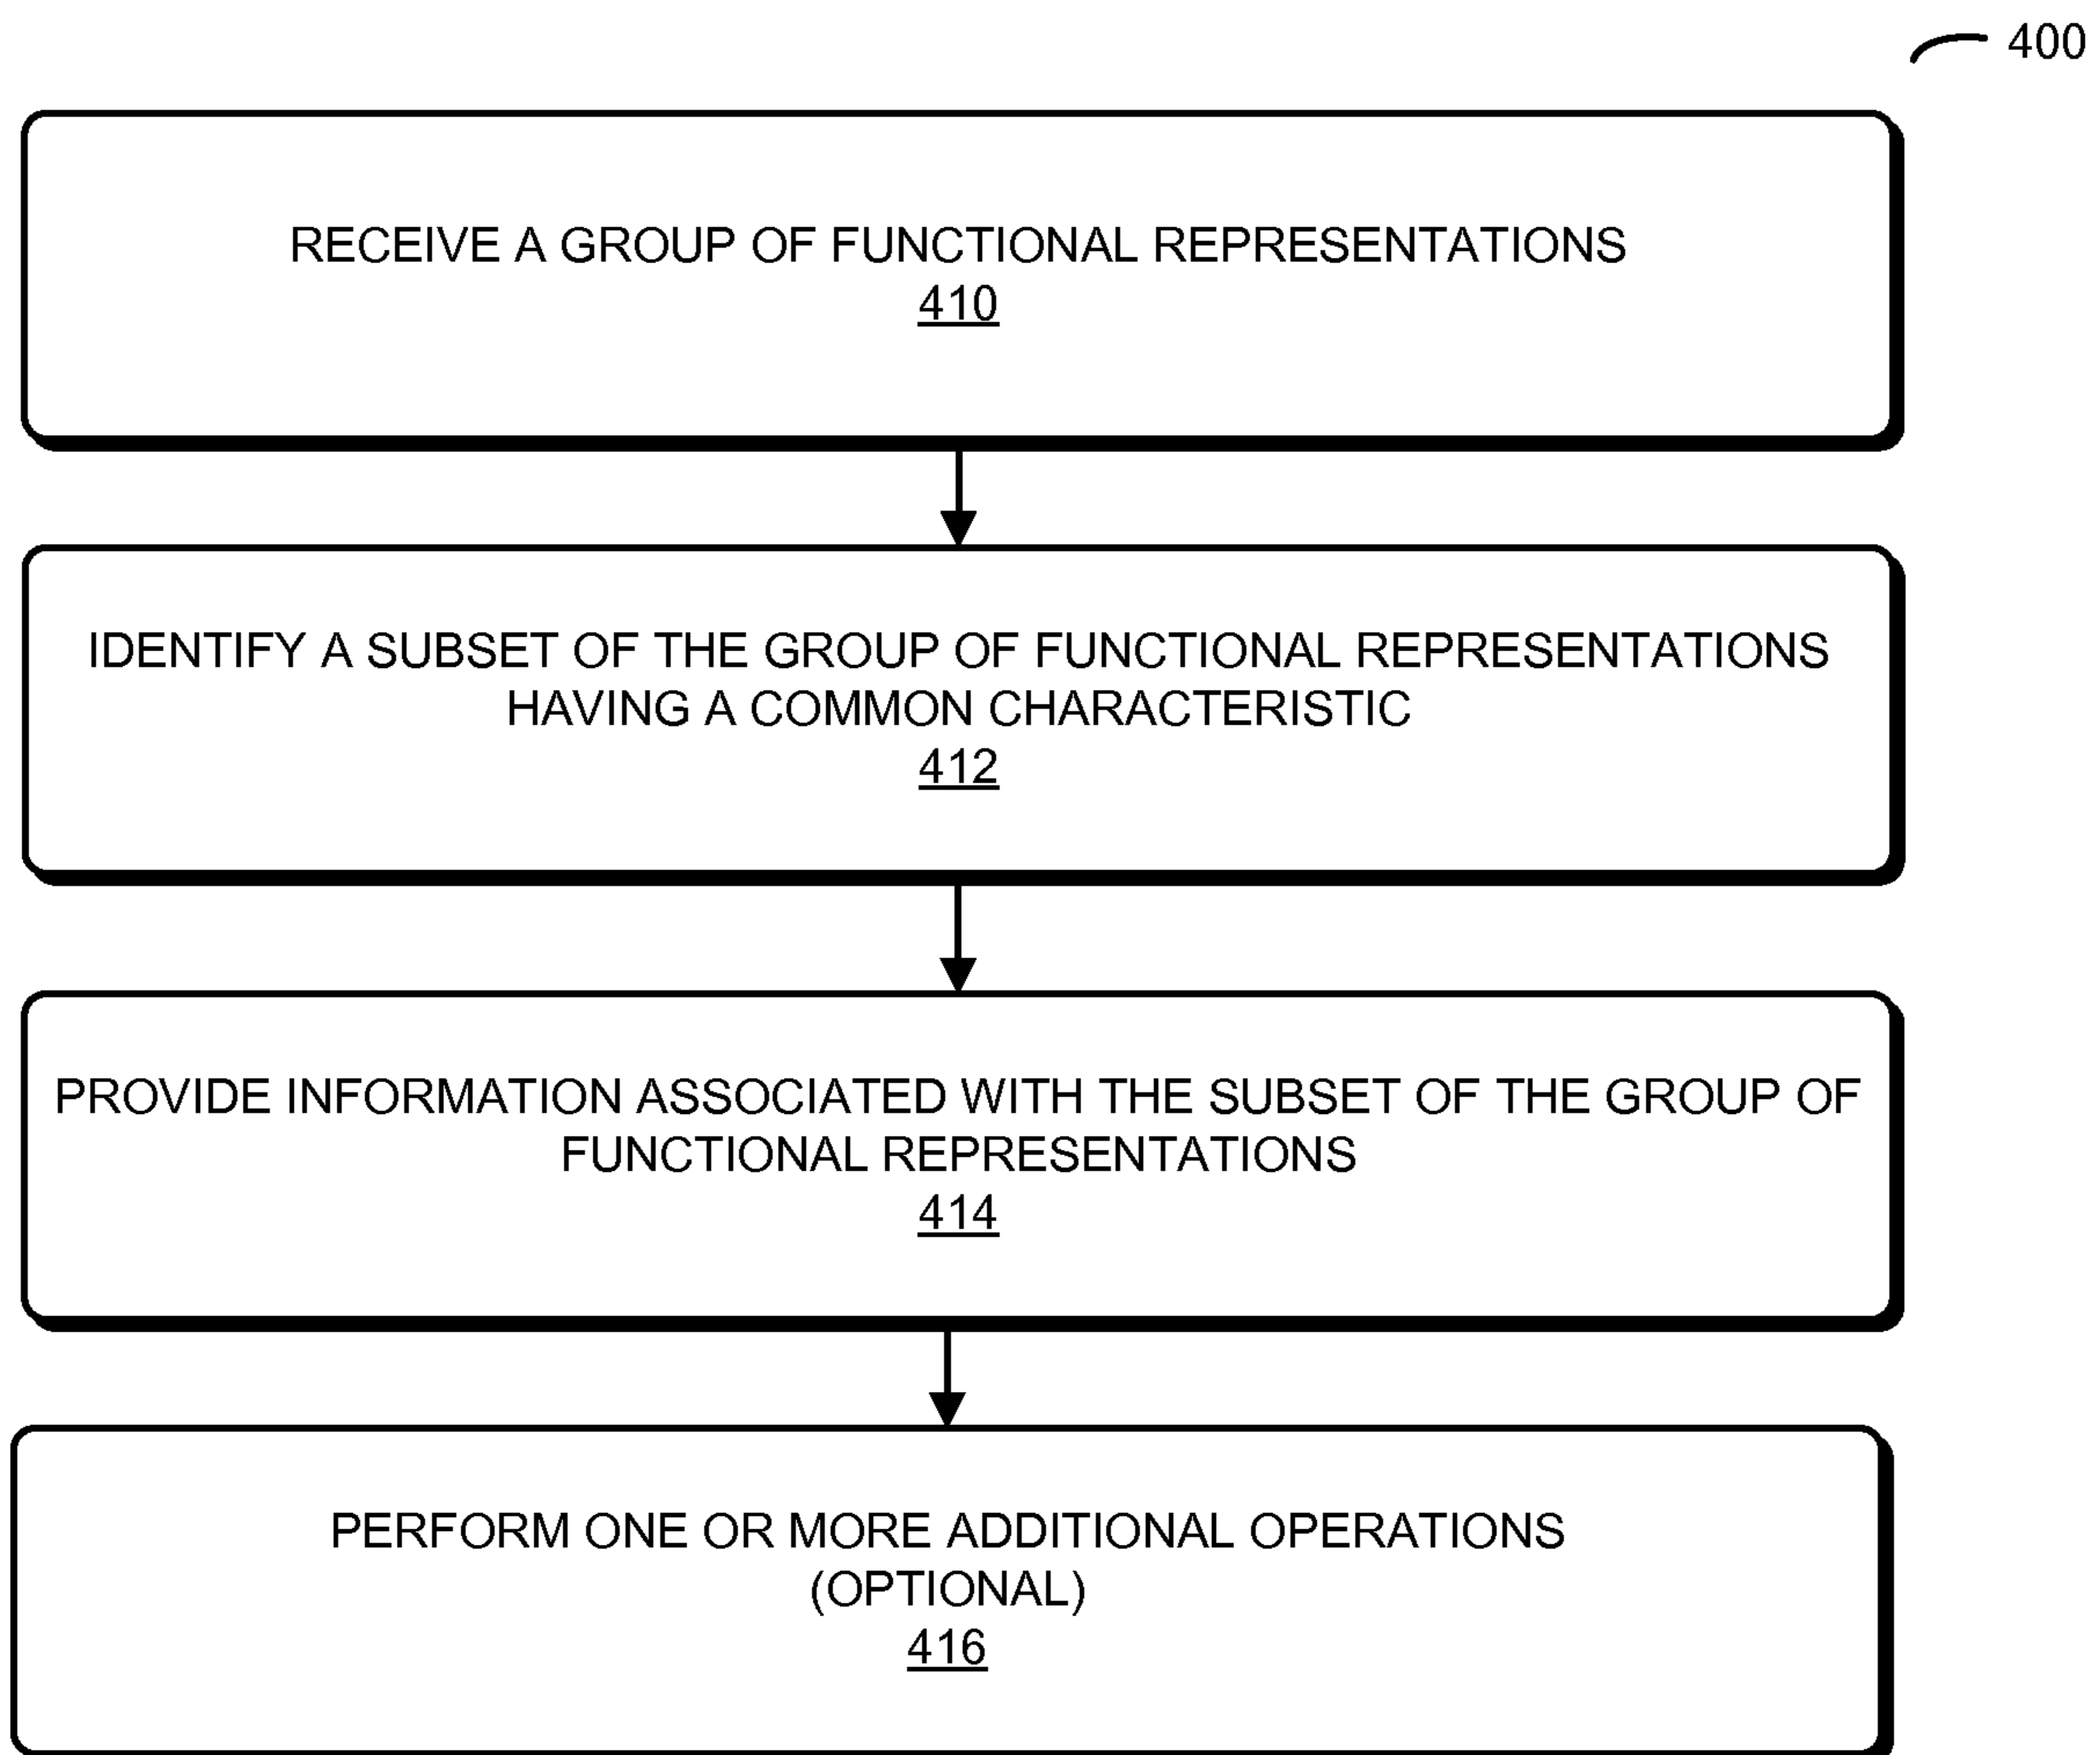 400
RECEIVE A GROUP OF FUNCTIONAL REPRESENTATIONS
410
IDENTIFY A SUBSET OF THE GROUP OF FUNCTIONAL REPRESENTATIONS
HAVING A COMMON CHARACTERISTIC
412
PROVIDE INFORMATION ASSOCIATED WITH THE SUBSET OF THE GROUP OF
FUNCTIONAL REPRESENTATIONS
414
PERFORM ONE OR MORE ADDITIONAL OPERATIONS
(OPTIONAL)
416